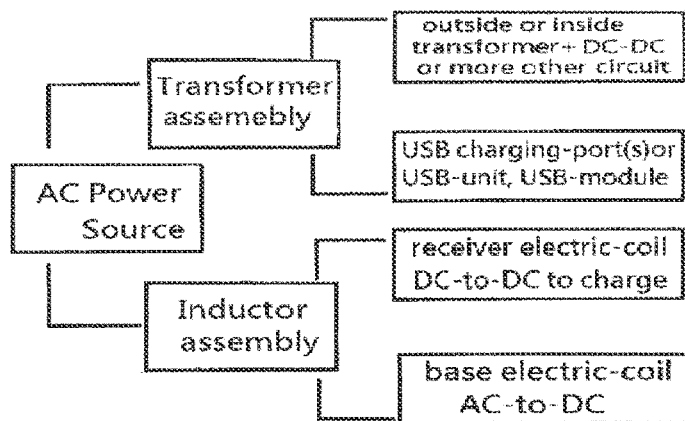 outside or inside
transformer+ DC-DC
or more other circuit
Transformer
assemebly
USB charging-port(s)or
USB-unit, USB-module
AC Power
Source
receiver electric-coil
DC-to-DC to charge
Inductor
assembly
base electric-coil
AC-to-DC